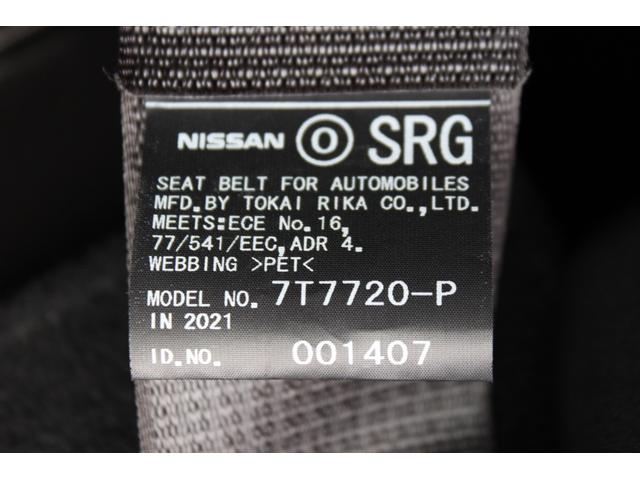 NISSAN O SRG
SEAT BELT FOR AUTOMOBILES
MFD.BY TOKAI RIKA CO.,LTD.
MEETS:ECE No.16,
77/541/EEC,ADR 4.
WEBBING >PET<
MODEL NO. 7T7720-P
IN 2021
ID.NO. 001407